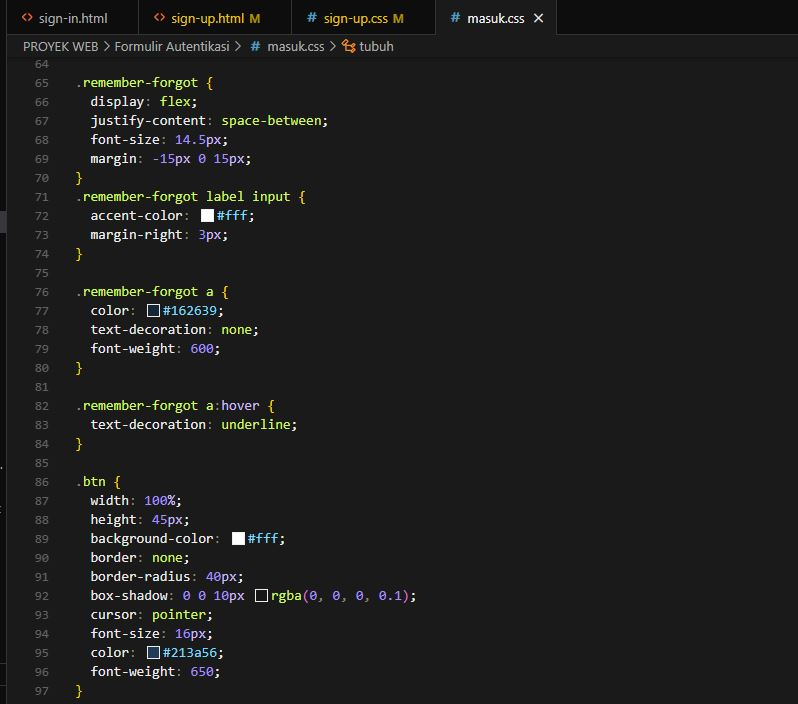 sign-in.html sign-up.html M sign-up.css M masuk.css
PROYEK WEB > Formulir Autentikasi > masuk.css > tubuh
64
65 .remember-forgot {
66 display: flex;
67 justify-content: space-between;
68 font-size: 14.5px;
69 margin: -15px 0 15px;
70 }
71 .remember-forgot label input {
72 accent-color: #fff;
73 margin-right: 3px;
74 }
75
76 .remember-forgot a {
77 color: #162639;
78 text-decoration: none;
79 font-weight: 600;
80 }
81
82 .remember-forgot a:hover {
83 text-decoration: underline;
84 }
85
86 .btn {
87 width: 100%;
88 height: 45px;
89 background-color: #fff;
90 border: none;
91 border-radius: 40px;
92 box-shadow: 0 0 10px rgba(0, 0, 0, 0.1);
93 cursor: pointer;
94 font-size: 16px;
95 color: #213a56;
96 font-weight: 650;
97 }